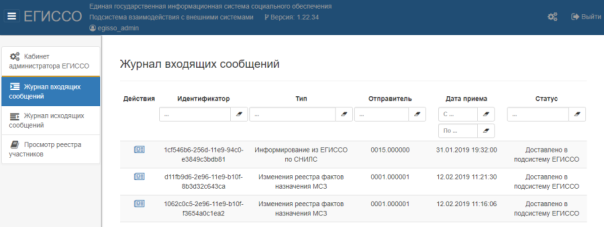 ЕГИССО
Единая государственная информационная система социального обеспечения
Подсистема взаимодействия с внешними системами Версия: 1.22.34
egisso_admin
Выйти
Кабинет
администратора ЕГИССО
Журнал входящих
сообщений
Журнал исходящих
сообщений
Просмотр реестра
участников
Журнал входящих сообщений
Действия Идентификатор Тип Отправитель Дата приема Статус
... ... ... С ... ...
По ...
1cf546b6-256d-11e9-94c0-
e3849c3bdb81
Информирование из ЕГИССО
по СНИЛС
0015.000000 31.01.2019 19:32:00 Доставлено в
подсистему ЕГИССО
d11fb9d6-2e96-11e9-b10f-
8b3d32c643ca
Изменения реестра фактов
назначения МСЗ
0001.000001 12.02.2019 11:21:30 Доставлено в
подсистему ЕГИССО
1062c0c5-2e96-11e9-b10f-
f3654a0c1ea2
Изменения реестра фактов
назначения МСЗ
0001.000001 12.02.2019 11:16:06 Доставлено в
подсистему ЕГИССО